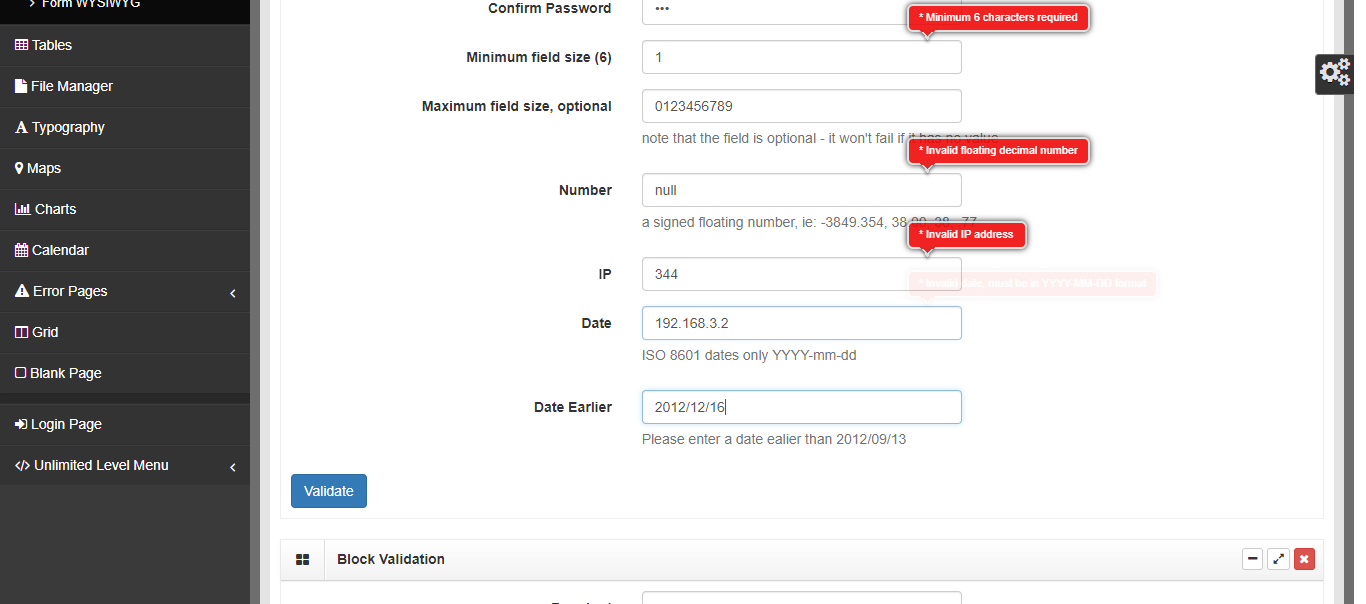 Form WYSIWYG
Tables
File Manager
Typography
Maps
Charts
Calendar
Error Pages
Grid
Blank Page
Login Page
Unlimited Level Menu
Confirm Password
•••
* Minimum 6 characters required
Minimum field size (6)
1
Maximum field size, optional
0123456789
note that the field is optional - it won't fail if it has no value
* Invalid floating decimal number
Number
null
a signed floating number, ie: -3849.354, 38.00, 38, .77
* Invalid IP address
IP
344
* Invalid date, must be in YYYY-MM-DD format
Date
192.168.3.2
ISO 8601 dates only YYYY-mm-dd
Date Earlier
2012/12/16
Please enter a date ealier than 2012/09/13
Validate
Block Validation